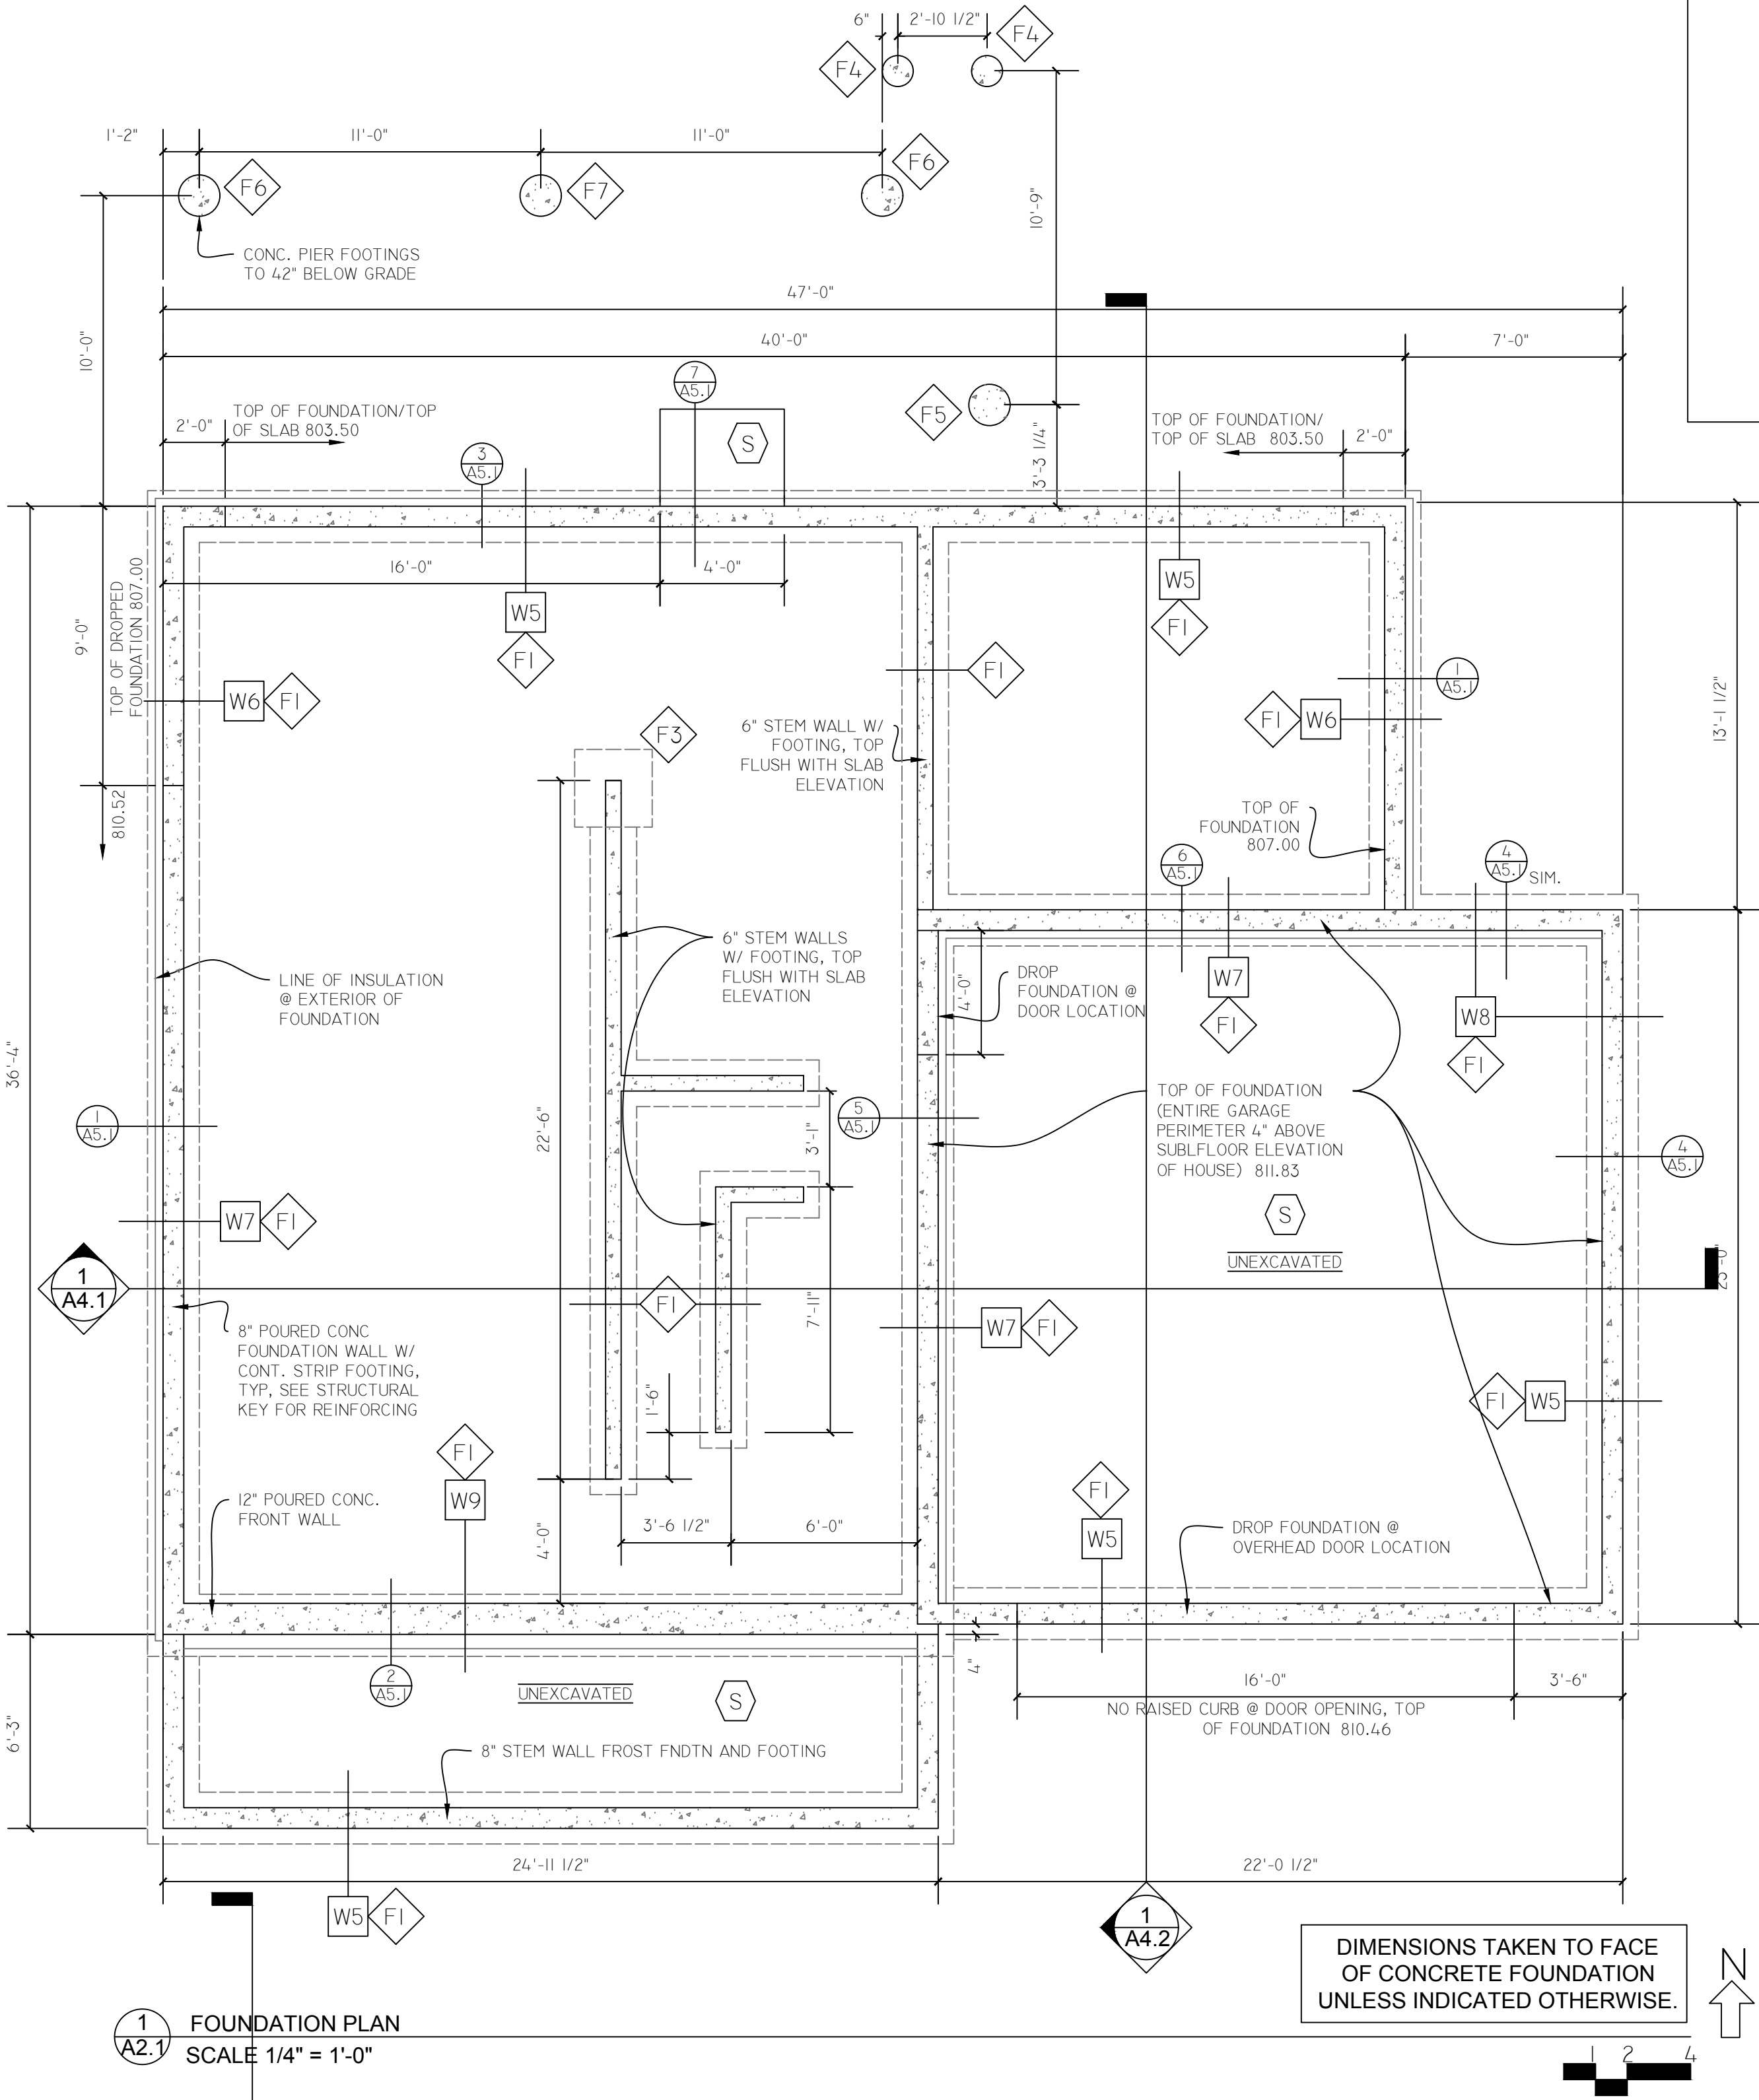 6"
2'-10 1/2"
F4
F4
1'-2"
11'-0"
11'-0"
F6
F7
F6
10'-9"
CONC. PIER FOOTINGS
TO 42" BELOW GRADE
47'-0"
10'-0"
40'-0"
7'-0"
7
A5.1
TOP OF FOUNDATION/TOP
OF SLAB 803.50
2'-0"
S
F5
TOP OF FOUNDATION/
TOP OF SLAB 803.50
2'-0"
3
A5.1
3'-3 1/4"
16'-0"
4'-0"
W5
F1
W5
F1
9'-0"
TOP OF DROPPED
FOUNDATION 807.00
F1
1
A5.1
W6
F1
F1
W6
13'-1 1/2"
F3
6" STEM WALL W/
FOOTING, TOP
FLUSH WITH SLAB
ELEVATION
810.52
TOP OF
FOUNDATION
807.00
6
A5.1
4
A5.1
SIM.
6" STEM WALLS
W/ FOOTING, TOP
FLUSH WITH SLAB
ELEVATION
LINE OF INSULATION
@ EXTERIOR OF
FOUNDATION
4'-0"
DROP
FOUNDATION @
DOOR LOCATION
W7
F1
W8
F1
36'-4"
1
A5.1
22'-6"
3'-1"
5
A5.1
TOP OF FOUNDATION
(ENTIRE GARAGE
PERIMETER 4" ABOVE
SUBLFLOOR ELEVATION
OF HOUSE) 811.83
4
A5.1
W7
F1
S
UNEXCAVATED
25'-0"
1
A4.1
F1
7'-11"
W7
F1
8" POURED CONC
FOUNDATION WALL W/
CONT. STRIP FOOTING,
TYP, SEE STRUCTURAL
KEY FOR REINFORCING
1'-6"
F1
W5
F1
W9
F1
W5
12" POURED CONC.
FRONT WALL
4'-0"
3'-6 1/2"
6'-0"
DROP FOUNDATION @
OVERHEAD DOOR LOCATION
4"
2
A5.1
UNEXCAVATED
S
16'-0"
3'-6"
NO RAISED CURB @ DOOR OPENING, TOP
OF FOUNDATION 810.46
6'-3"
8" STEM WALL FROST FNDTN AND FOOTING
24'-11 1/2"
22'-0 1/2"
W5
F1
1
A4.2
DIMENSIONS TAKEN TO FACE
OF CONCRETE FOUNDATION
UNLESS INDICATED OTHERWISE.
N
1
A2.1
FOUNDATION PLAN
SCALE 1/4" = 1'-0"
1 2 4